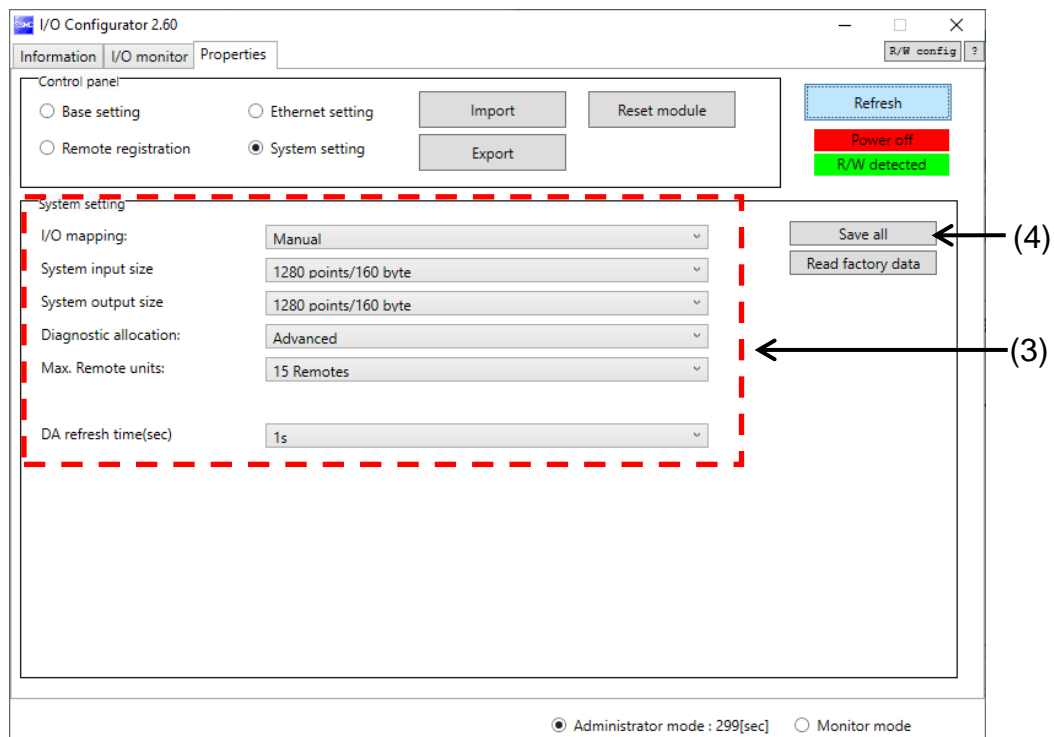 SMC I/O Configurator 2.60
Information I/O monitor Properties R/W config ?
Control panel
Base setting Ethernet setting Import Reset module Refresh
Power off
Remote registration System setting Export R/W detected
System setting
I/O mapping: Manual Save all (4)
System input size 1280 points/160 byte Read factory data
System output size 1280 points/160 byte
Diagnostic allocation: Advanced (3)
Max. Remote units: 15 Remotes
DA refresh time(sec) 1s
Administrator mode : 299[sec] Monitor mode